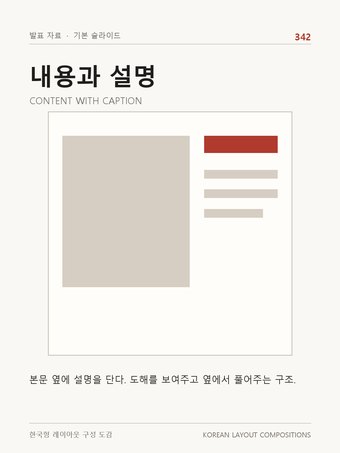 발표 자료 · 기본 슬라이드
342
내용과 설명
CONTENT WITH CAPTION
본문 옆에 설명을 단다. 도해를 보여주고 옆에서 풀어주는 구조.
한국형 레이아웃 구성 도감
KOREAN LAYOUT COMPOSITIONS